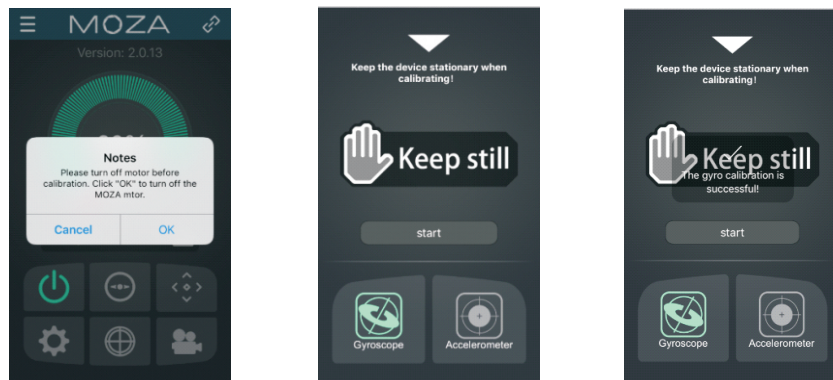 MOZA
Version: 2.0.13
Notes
Please turn off motor before
calibration. Click "OK" to turn off the
MOZA mtor.
Cancel
OK
Keep the device stationary when
calibrating!
Keep still
start
Gyroscope
Accelerometer
Keep the device stationary when
calibrating!
Keep still
The gyro calibration is
successful!
start
Gyroscope
Accelerometer